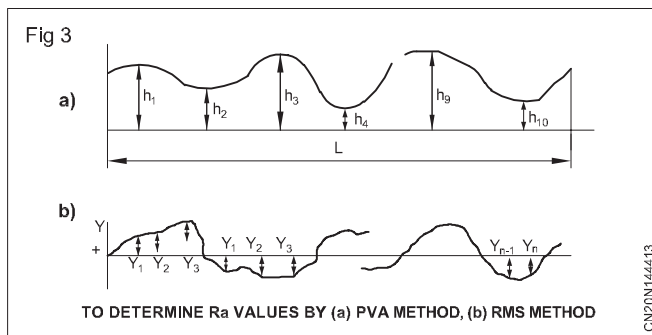 Fig 3
a)
h1
h2
h3
h4
h9
h10
L
b)
Y
+
Y1 Y2 Y3
Y1 Y2 Y3
Yn-1 Yn
TO DETERMINE Ra VALUES BY (a) PVA METHOD, (b) RMS METHOD
CN20N144413